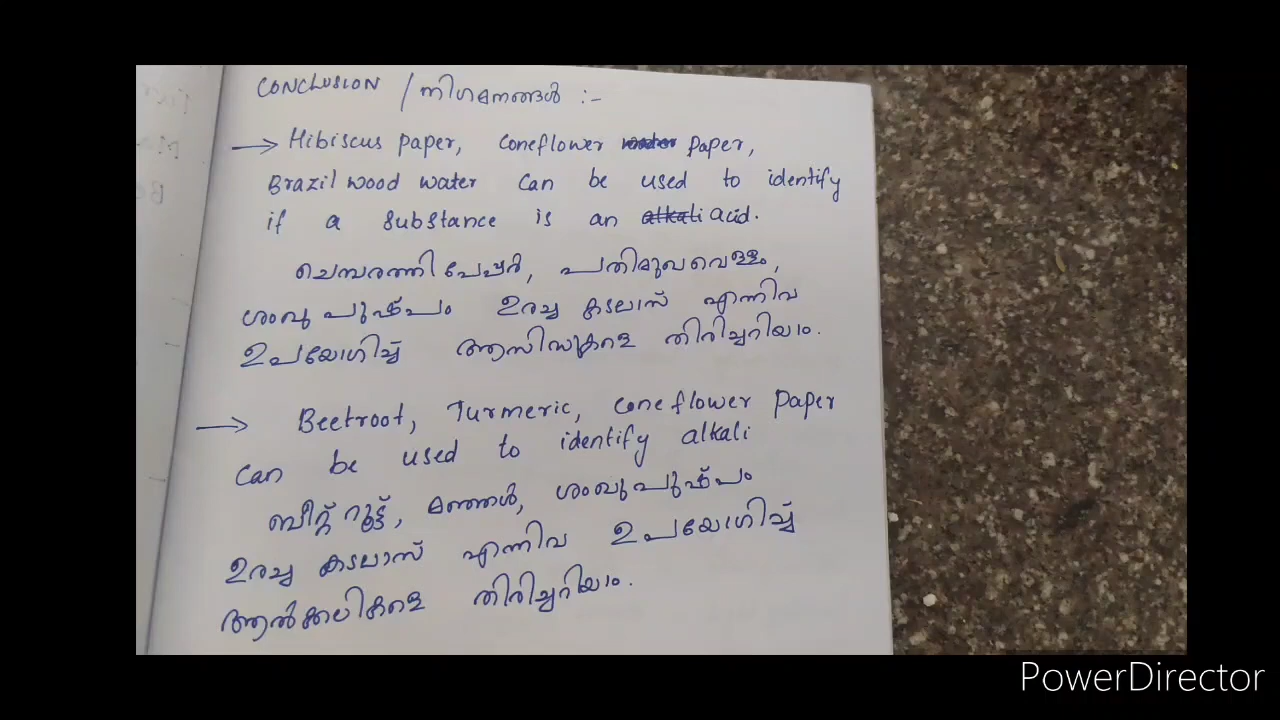 CONCLUSION / നിഗമനങ്ങൾ :-
→ Hibiscus paper, coneflower water paper,
Brazil wood water can be used to identify
if a substance is an alkali acid.
ചെമ്പരത്തി പേപ്പർ, പതിമുഖവെള്ളം,
ശംഖുപുഷ്പം ഉരച്ച കടലാസ് എന്നിവ
ഉപയോഗിച്ച് ആസിഡുകളെ തിരിച്ചറിയാം.
→ Beetroot, Turmeric, coneflower paper
can be used to identify alkali
ബീറ്റ് റൂട്ട്, മഞ്ഞൾ, ശംഖുപുഷ്പം
ഉരച്ച കടലാസ് എന്നിവ ഉപയോഗിച്ച്
ആൽക്കലികളെ തിരിച്ചറിയാം.
PowerDirector